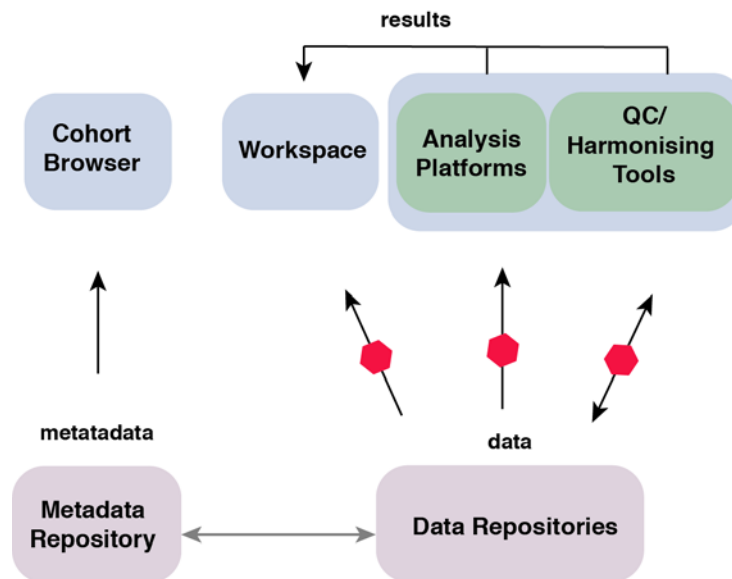 results
Cohort
Browser
Workspace
Analysis
Platforms
QC/
Harmonising
Tools
metatadata
data
Metadata
Repository
Data Repositories